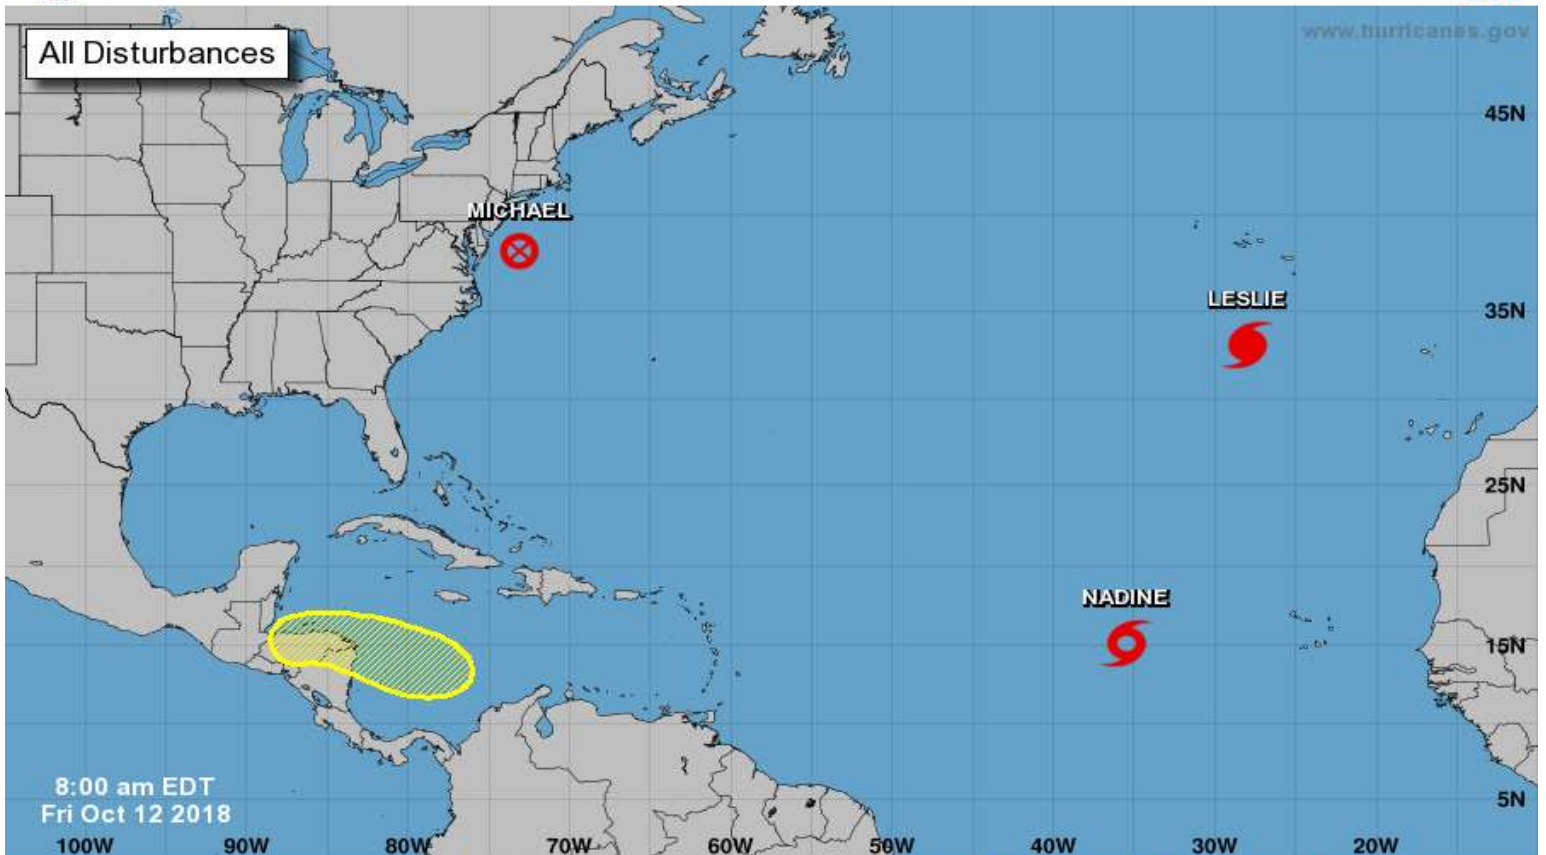 All Disturbances
www.hurricanes.gov
45N
MICHAEL
LESLIE
35N
25N
NADINE
15N
8:00 am EDT
Fri Oct 12 2018
5N
100W 90W 80W 70W 60W 50W 40W 30W 20W